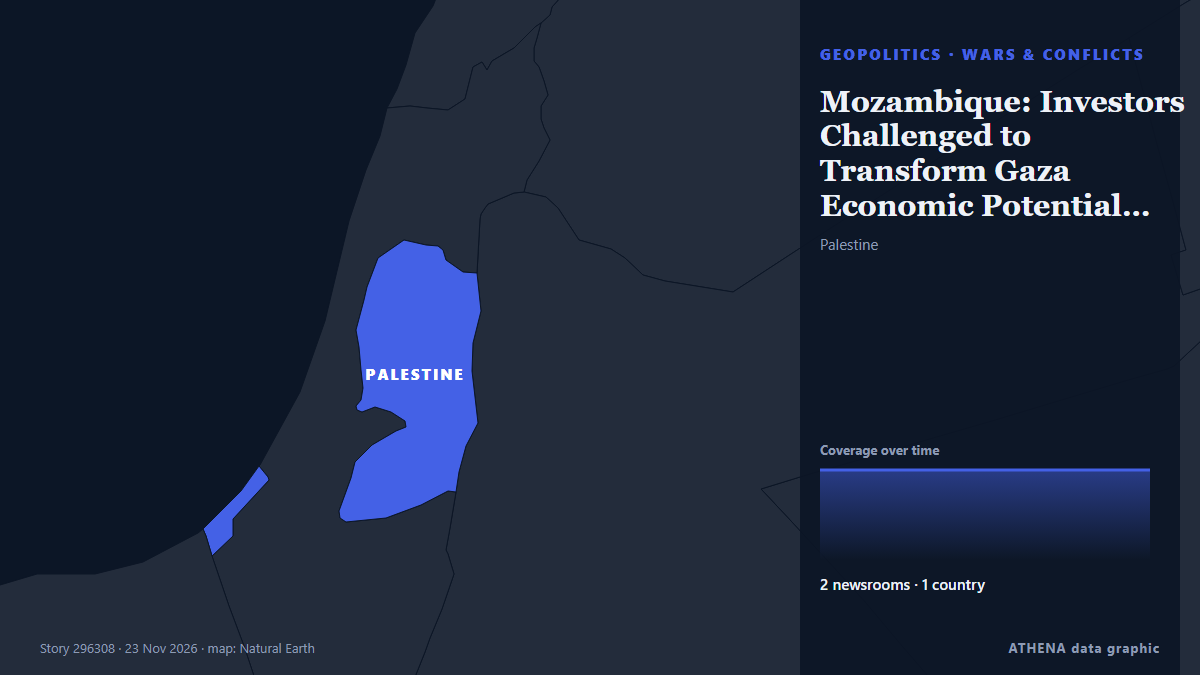 GEOPOLITICS · WARS & CONFLICTS
Mozambique: Investors
Challenged to
Transform Gaza
Economic Potential...
Palestine
PALESTINE
Coverage over time
2 newsrooms · 1 country
Story 296308 · 23 Nov 2026 · map: Natural Earth
ATHENA data graphic